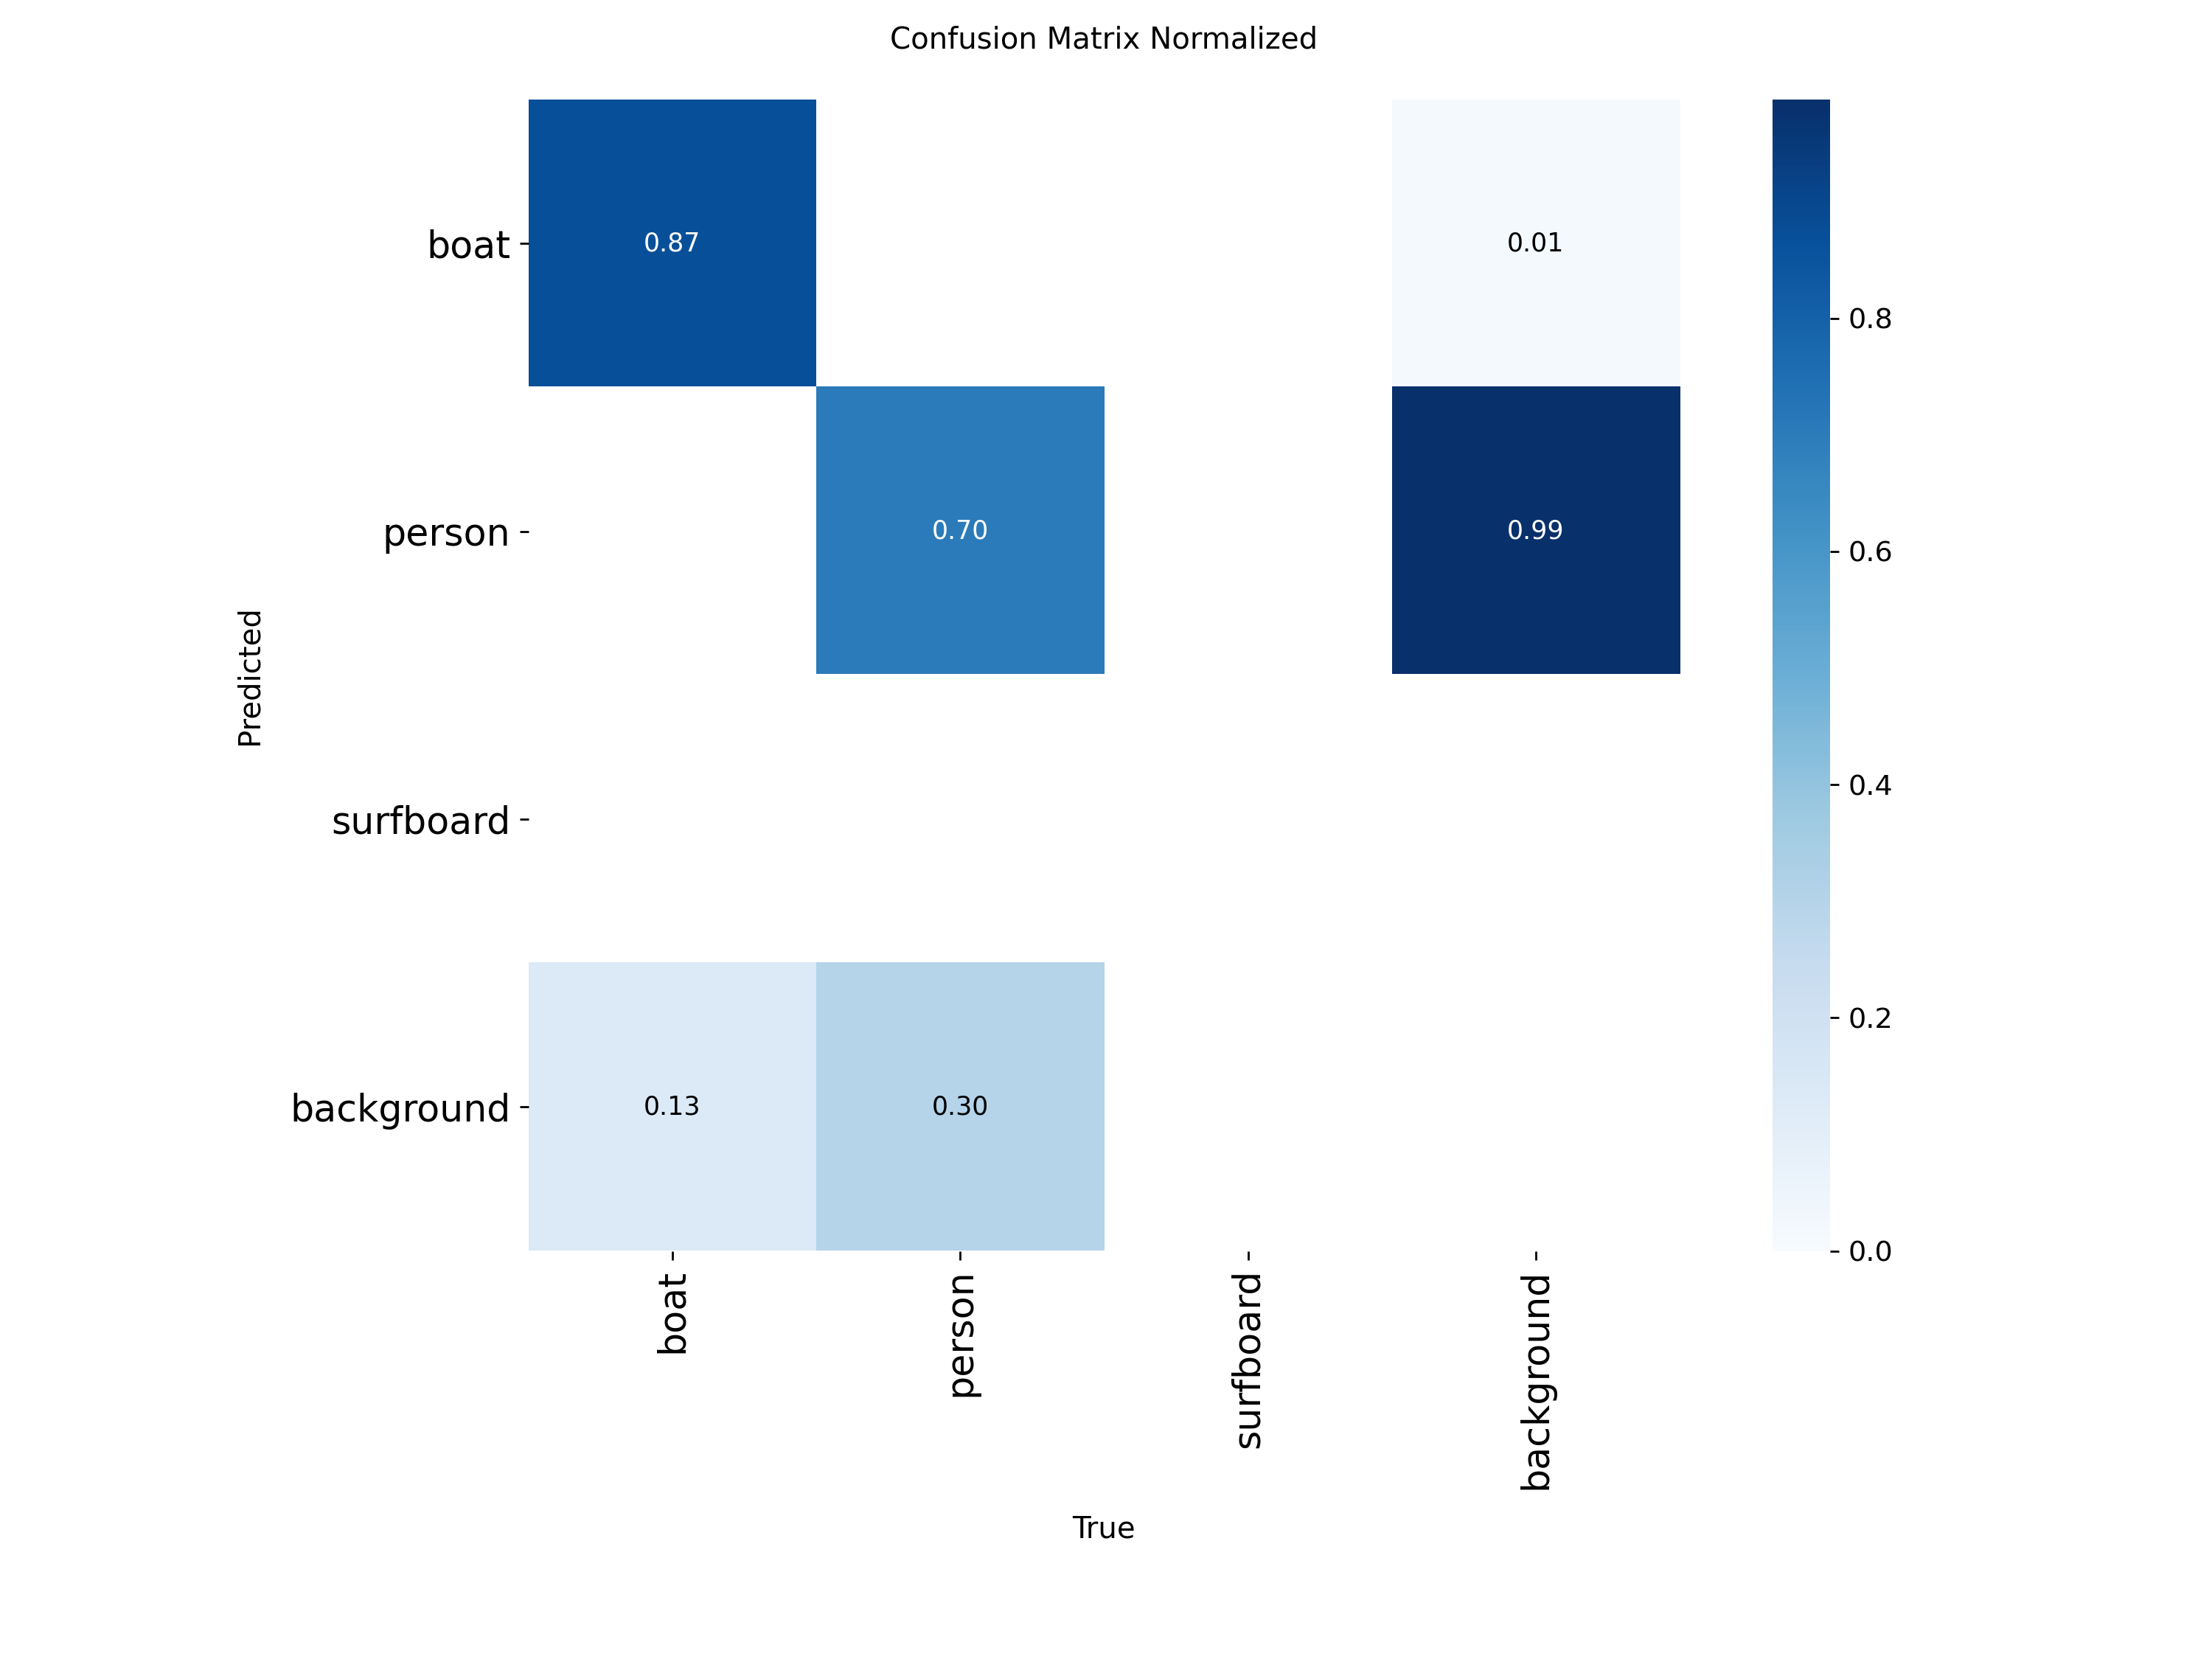 Confusion Matrix Normalized
boat
0.87
0.01
0.8
person
0.70
0.99
0.6
Predicted
surfboard
0.4
background
0.13
0.30
0.2
0.0
boat
person
surfboard
background
True